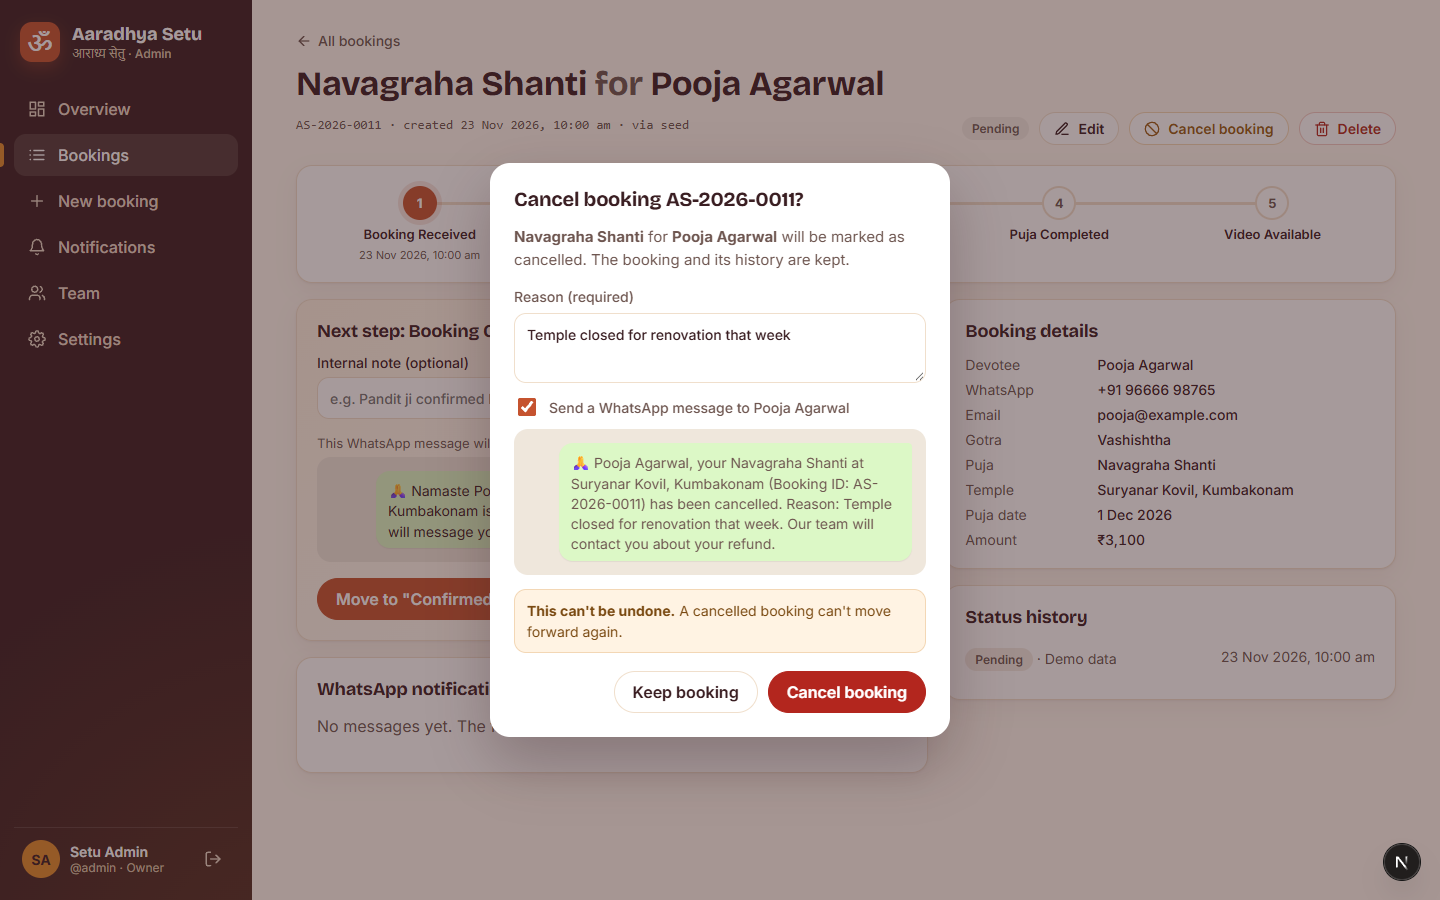 ॐ
Aaradhya Setu
आराध्य सेतु · Admin
Overview
Bookings
New booking
Notifications
Team
Settings
SA
Setu Admin
@admin · Owner
← All bookings
Navagraha Shanti for Pooja Agarwal
AS-2026-0011 · created 23 Nov 2026, 10:00 am · via seed
Pending
Edit
Cancel booking
Delete
1
Booking Received
23 Nov 2026, 10:00 am
4
Puja Completed
5
Video Available
Next step: Booking
Internal note (optional)
e.g. Pandit ji confirmed
This WhatsApp message wil
🙏 Namaste Po
Kumbakonam is
will message yo
Move to "Confirmed
WhatsApp notificati
No messages yet. The
Cancel booking AS-2026-0011?
Navagraha Shanti for Pooja Agarwal will be marked as
cancelled. The booking and its history are kept.
Reason (required)
Temple closed for renovation that week
Send a WhatsApp message to Pooja Agarwal
🙏 Pooja Agarwal, your Navagraha Shanti at
Suryanar Kovil, Kumbakonam (Booking ID: AS-
2026-0011) has been cancelled. Reason: Temple
closed for renovation that week. Our team will
contact you about your refund.
This can't be undone. A cancelled booking can't move
forward again.
Keep booking
Cancel booking
Booking details
Devotee Pooja Agarwal
WhatsApp +91 96666 98765
Email pooja@example.com
Gotra Vashishtha
Puja Navagraha Shanti
Temple Suryanar Kovil, Kumbakonam
Puja date 1 Dec 2026
Amount ₹3,100
Status history
Pending · Demo data 23 Nov 2026, 10:00 am
N